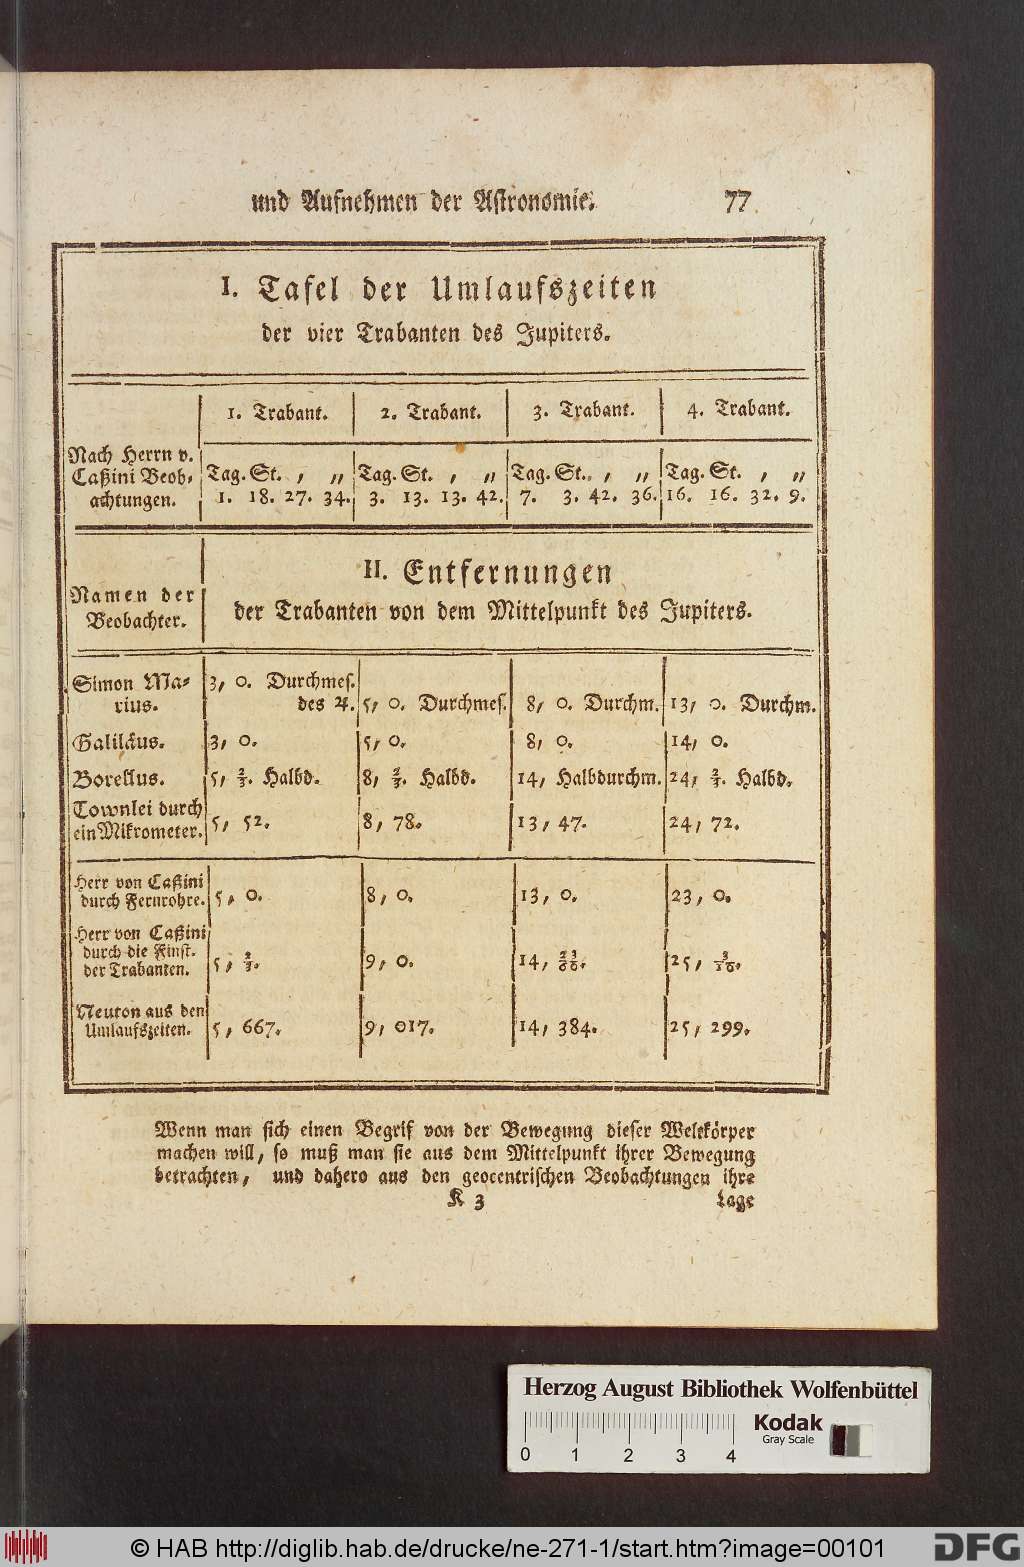 und Aufnehmen der Astronomie. 77
I. Tafel der Umlaufszeiten
der vier Trabanten des Jupiters.
1. Trabant. 2. Trabant. 3. Trabant. 4. Trabant.
Nach Herrn v.
Caßini Beob-
achtungen.
Tag. St. , ,, Tag. St. , ,, Tag. St. , ,, Tag. St. , ,,
1. 18. 27. 34. 3. 13. 13. 42. 7. 3. 42. 36. 16. 16. 32. 9.
Namen der
Beobachter.
II. Entfernungen
der Trabanten von dem Mittelpunkt des Jupiters.
Simon Ma-
rius.
3, 0. Durchmes.
des ♃. 5, 0. Durchmes. 8, 0. Durchm. 13, 0. Durchm.
Galiläus. 3, 0. 5, 0. 8, 0. 14, 0.
Borellus. 5, ⅔. Halbd. 8, ⅔. Halbd. 14, Halbdurchm. 24, ⅔. Halbd.
Townlei durch
ein Mikrometer. 5, 52. 8, 78. 13, 47. 24, 72.
Herr von Caßini
durch Fernrohre. 5, 0. 8, 0. 13, 0. 23, 0.
Herr von Caßini
durch die Finst.
der Trabanten. 5, ⅔. 9, 0. 14, 23/60. 25, 3/10.
Neuton aus den
Umlaufszeiten. 5, 667. 9, 017. 14, 384. 25, 299.
Wenn man sich einen Begrif von der Bewegung dieser Weltkörper
machen will, so muß man sie aus dem Mittelpunkt ihrer Bewegung
betrachten, und dahero aus den geocentrischen Beobachtungen ihre
K 3 Lage
Herzog August Bibliothek Wolfenbüttel
Kodak
Gray Scale
0 1 2 3 4
© HAB http://diglib.hab.de/drucke/ne-271-1/start.htm?image=00101
DFG